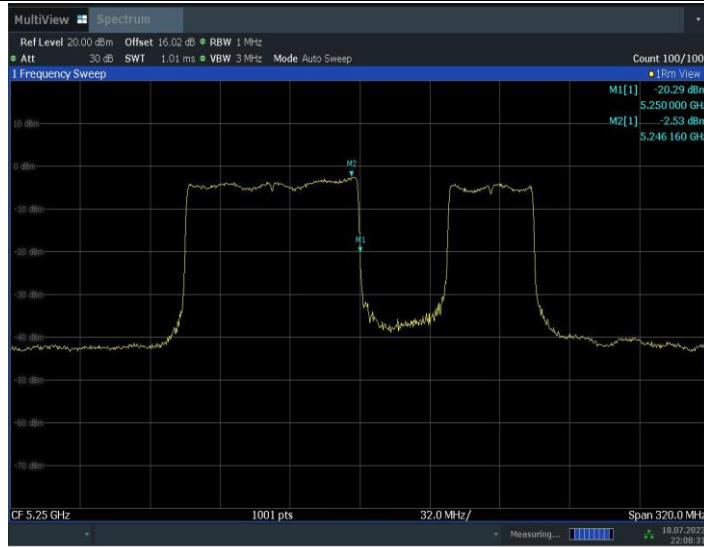 MultiView Spectrum
Ref Level 20.00 dBm Offset 16.02 dB RBW 1 MHz
Att 30 dB SWT 1.01 ms VBW 3 MHz Mode Auto Sweep Count 100/100
1 Frequency Sweep 1Rm View
M1[1] -20.29 dBm
5.250 000 GHz
M2[1] -2.53 dBm
5.246 160 GHz
10 dBm
M2
0 dBm
-10 dBm
M1
-20 dBm
-30 dBm
-40 dBm
-50 dBm
-60 dBm
-70 dBm
CF 5.25 GHz 1001 pts 32.0 MHz/ Span 320.0 MHz
Measuring... 18.07.2023
22:08:31